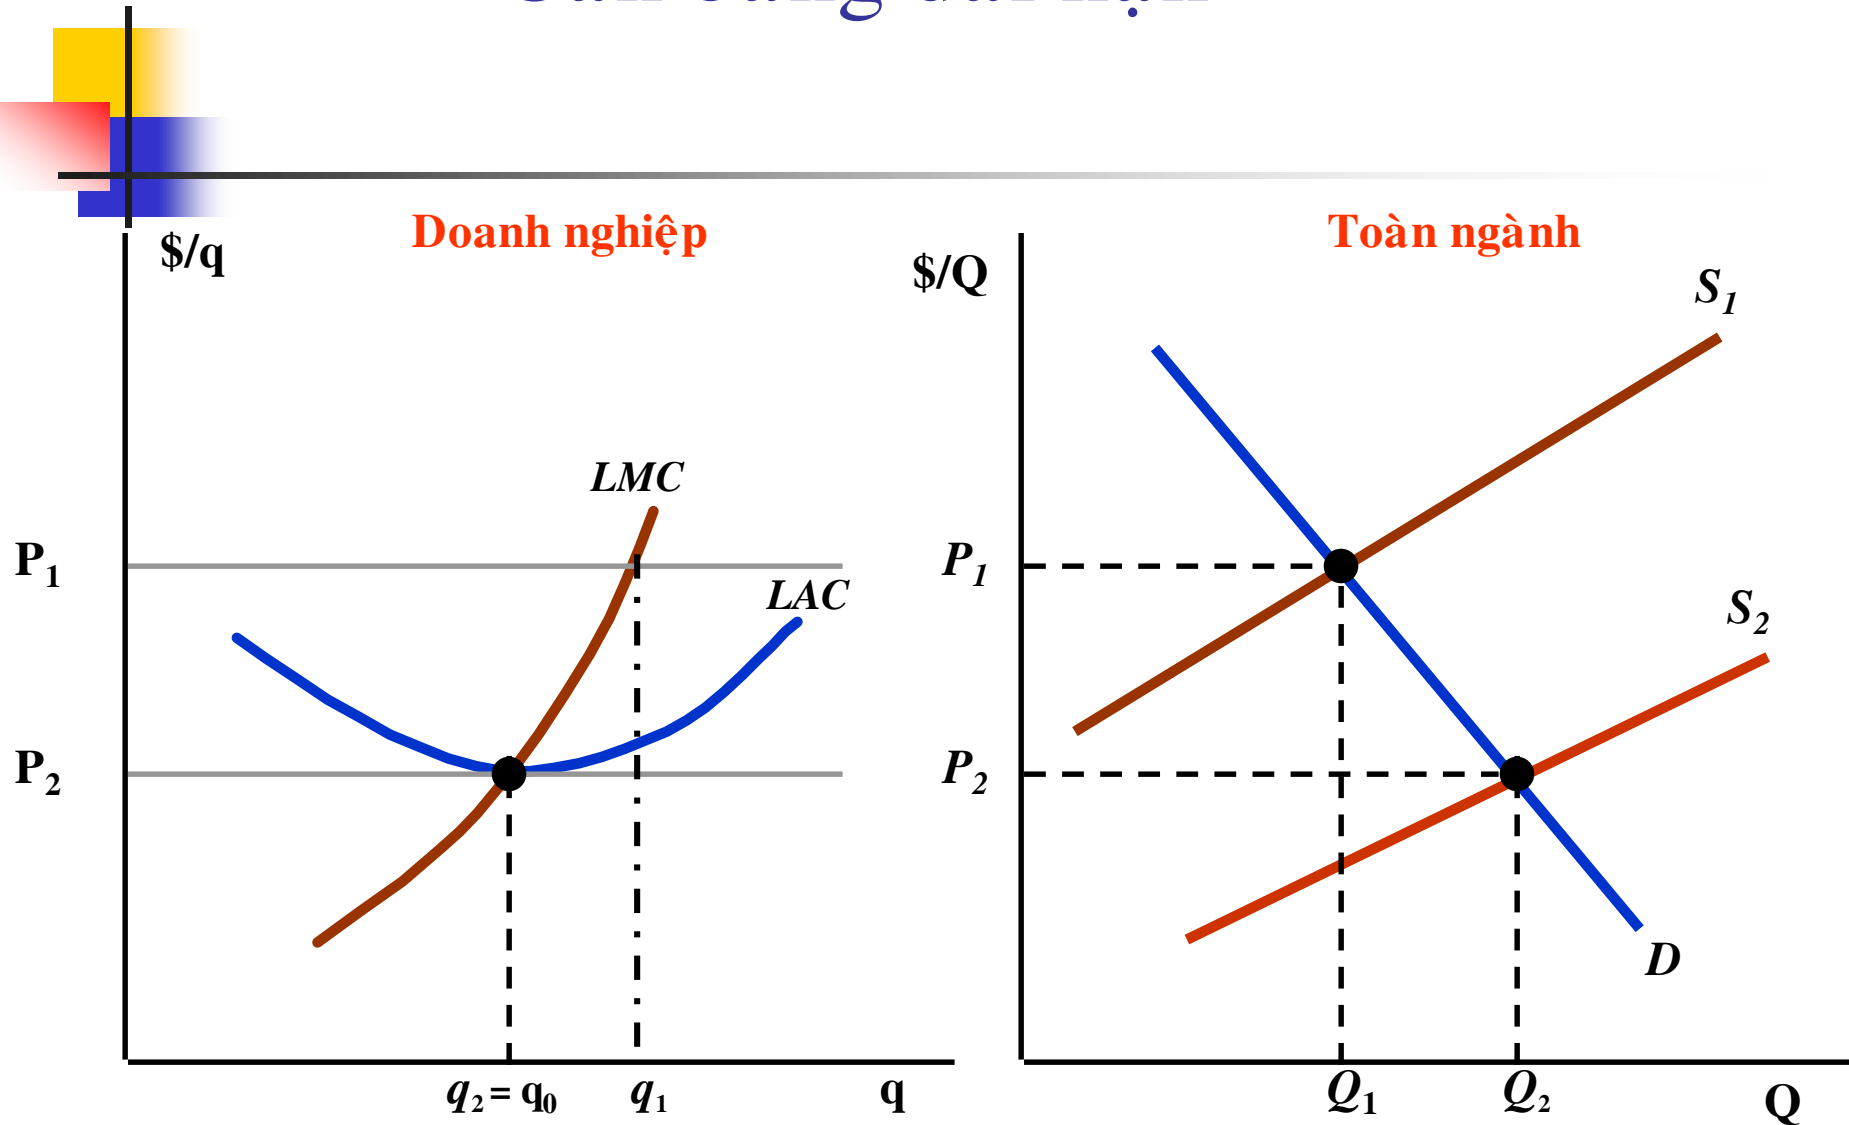 Doanh nghiệp
Toàn ngành
$/q
$/Q
S1
LMC
P1
P1
LAC
S2
P2
P2
D
q2 = q0
q1
q
Q1
Q2
Q